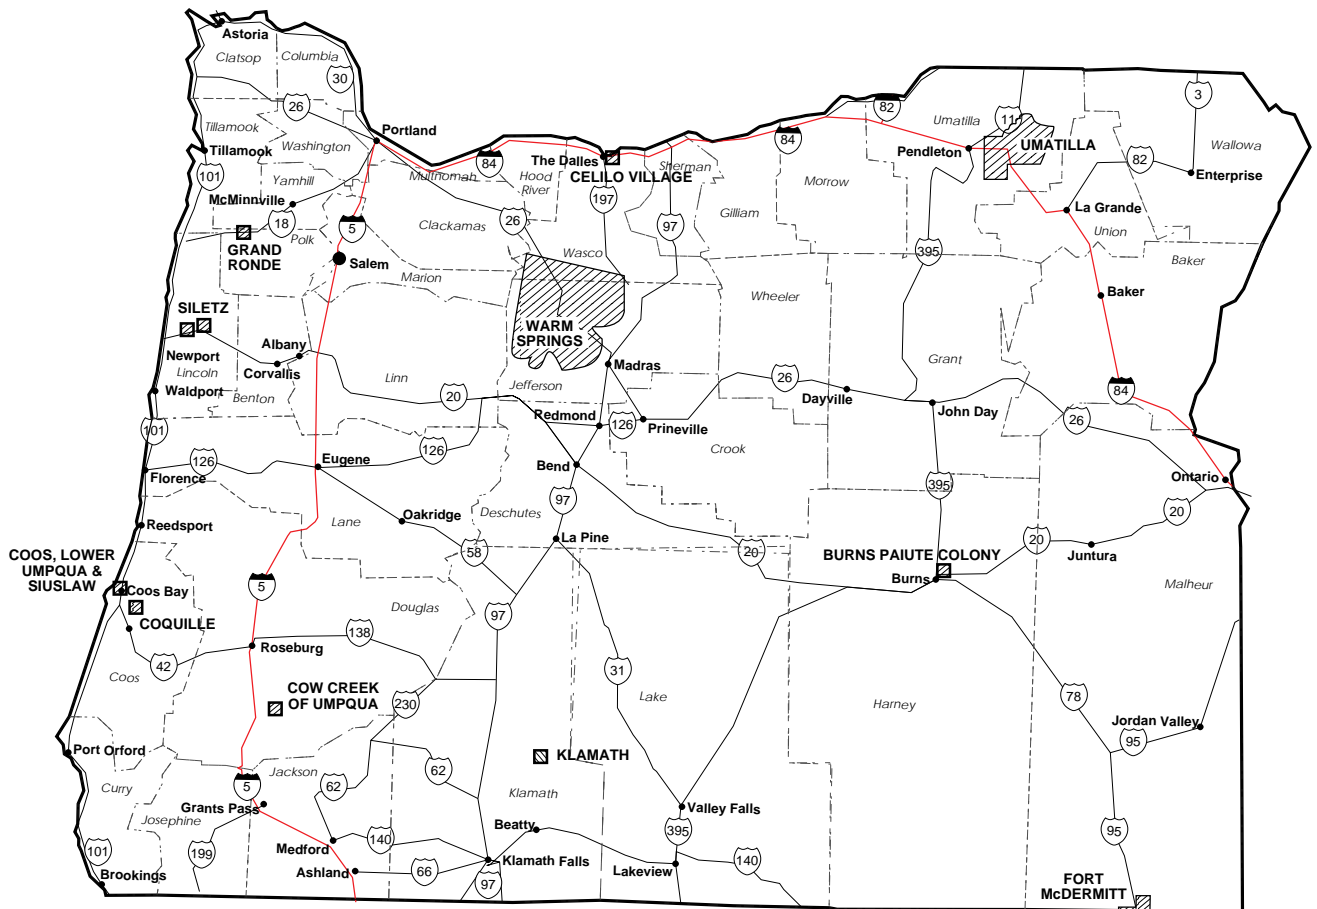 Astoria
Clatsop
Columbia
30
26
Tillamook
Washington
Portland
Tillamook
101
Yamhill
McMinnville
18
Polk
5
GRAND
RONDE
Salem
Marion
Multnomah
84
Hood
River
The Dalles
CELILO VILLAGE
197
Sherman
84
82
Umatilla
11
UMATILLA
Pendleton
3
Wallowa
82
Enterprise
La Grande
Union
Baker
Baker
Morrow
Gilliam
97
Clackamas
26
Wasco
395
Wheeler
SILETZ
Newport
Lincoln
Albany
Corvallis
Waldport
Benton
Linn
20
WARM
SPRINGS
Jefferson
Madras
Redmond
126
Prineville
26
Dayville
Grant
John Day
84
26
101
126
Florence
Eugene
126
Bend
Crook
Ontario
97
395
20
Reedsport
Lane
Oakridge
Deschutes
La Pine
58
20
20
Juntura
COOS, LOWER
UMPQUA &
SIUSLAW
BURNS PAIUTE COLONY
Burns
Malheur
Coos Bay
COQUILLE
5
Douglas
97
138
Roseburg
42
Coos
31
Lake
COW CREEK
OF UMPQUA
230
Harney
78
Jordan Valley
95
Port Orford
KLAMATH
Curry
5
Jackson
62
62
Klamath
Grants Pass
Josephine
Valley Falls
Beatty
395
95
101
199
Medford
140
Klamath Falls
Lakeview
140
Ashland
66
97
Brookings
FORT
McDERMITT